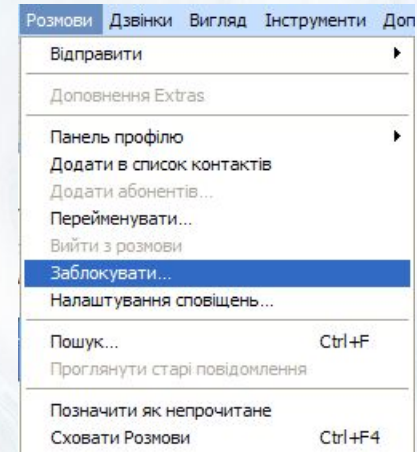 Розмови Дзвінки Вигляд Інструменти Доп
Відправити
Доповнення Extras
Панель профілю
Додати в список контактів
Додати абонентів...
Перейменувати...
Вийти з розмови
Заблокувати...
Налаштування сповіщень...
Пошук... Ctrl+F
Проглянути старі повідомлення
Позначити як непрочитане
Сховати Розмови Ctrl+F4